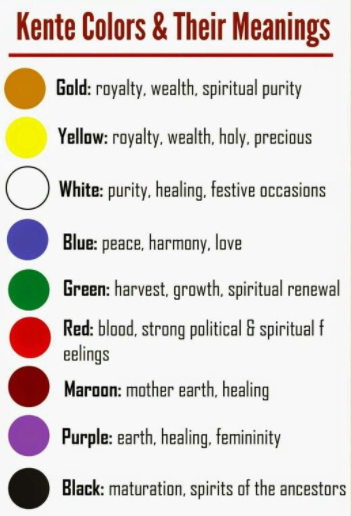 Kente Colors & Their Meanings
Gold: royalty, wealth, spiritual purity
Yellow: royalty, wealth, holy, precious
White: purity, healing, festive occasions
Blue: peace, harmony, love
Green: harvest, growth, spiritual renewal
Red: blood, strong political & spiritual f
eelings
Maroon: mother earth, healing
Purple: earth, healing, femininity
Black: maturation, spirits of the ancestors